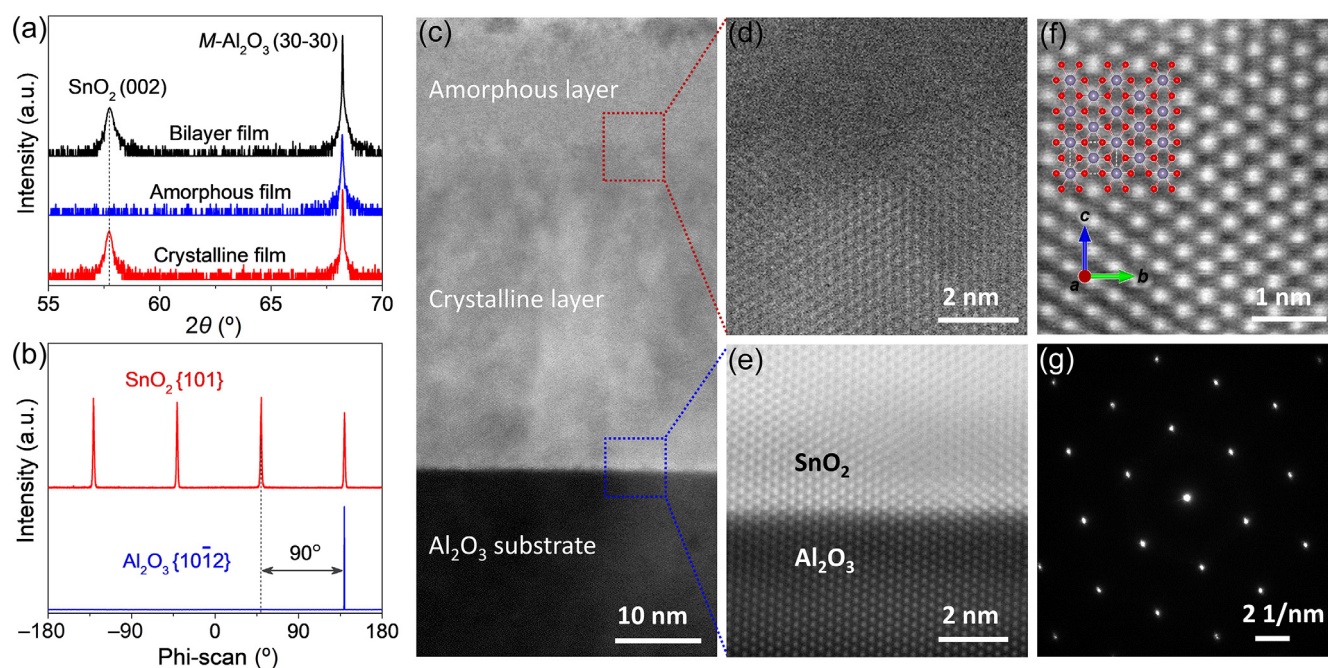 (a)
M-Al₂O₃ (30-30)
SnO₂ (002)
Bilayer film
Amorphous film
Crystalline film
Intensity (a.u.)
55 60 65 70
2θ (º)
(b)
SnO₂ {101}
Al₂O₃ {101̄2}
90°
Intensity (a.u.)
–180 –90 0 90 180
Phi-scan (º)
(c)
Amorphous layer
Crystalline layer
Al₂O₃ substrate
10 nm
(d)
2 nm
(e)
SnO₂
Al₂O₃
2 nm
(f)
c
a b
1 nm
(g)
2 1/nm